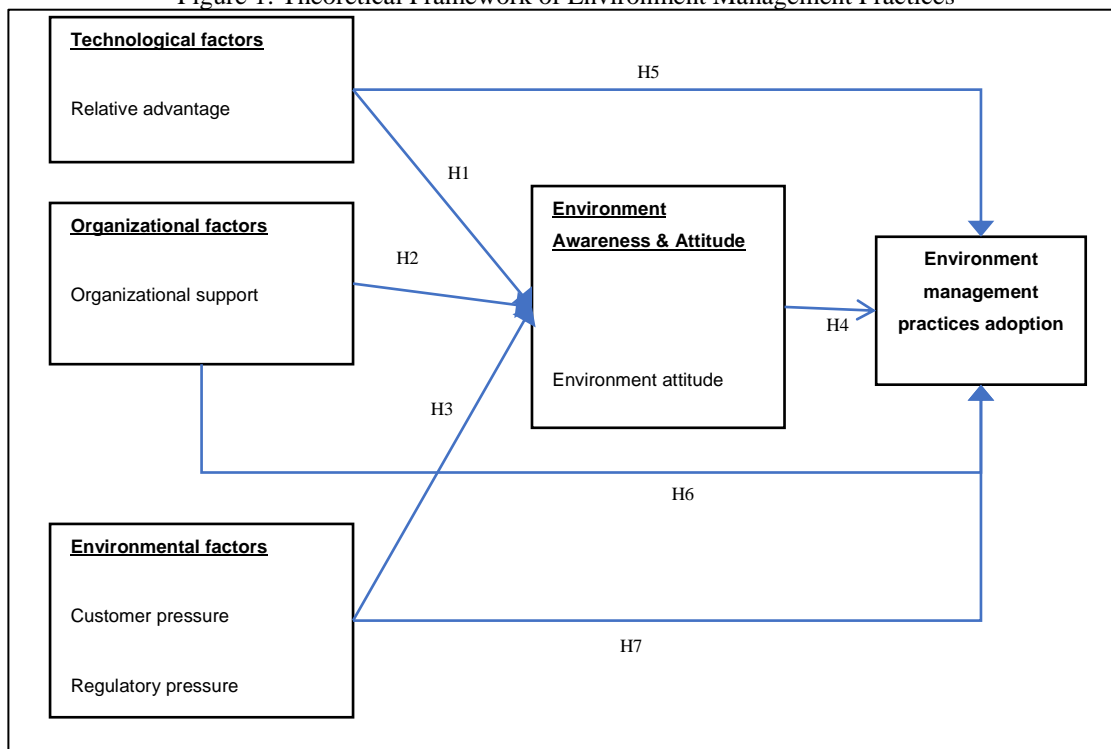 Figure 1: Theoretical Framework of Environment Management Practices
Technological factors
Relative advantage
H5
H1
Organizational factors
Organizational support
H2
Environment
Awareness & Attitude
Environment attitude
H4
Environment
management
practices adoption
H3
H6
Environmental factors
Customer pressure
Regulatory pressure
H7